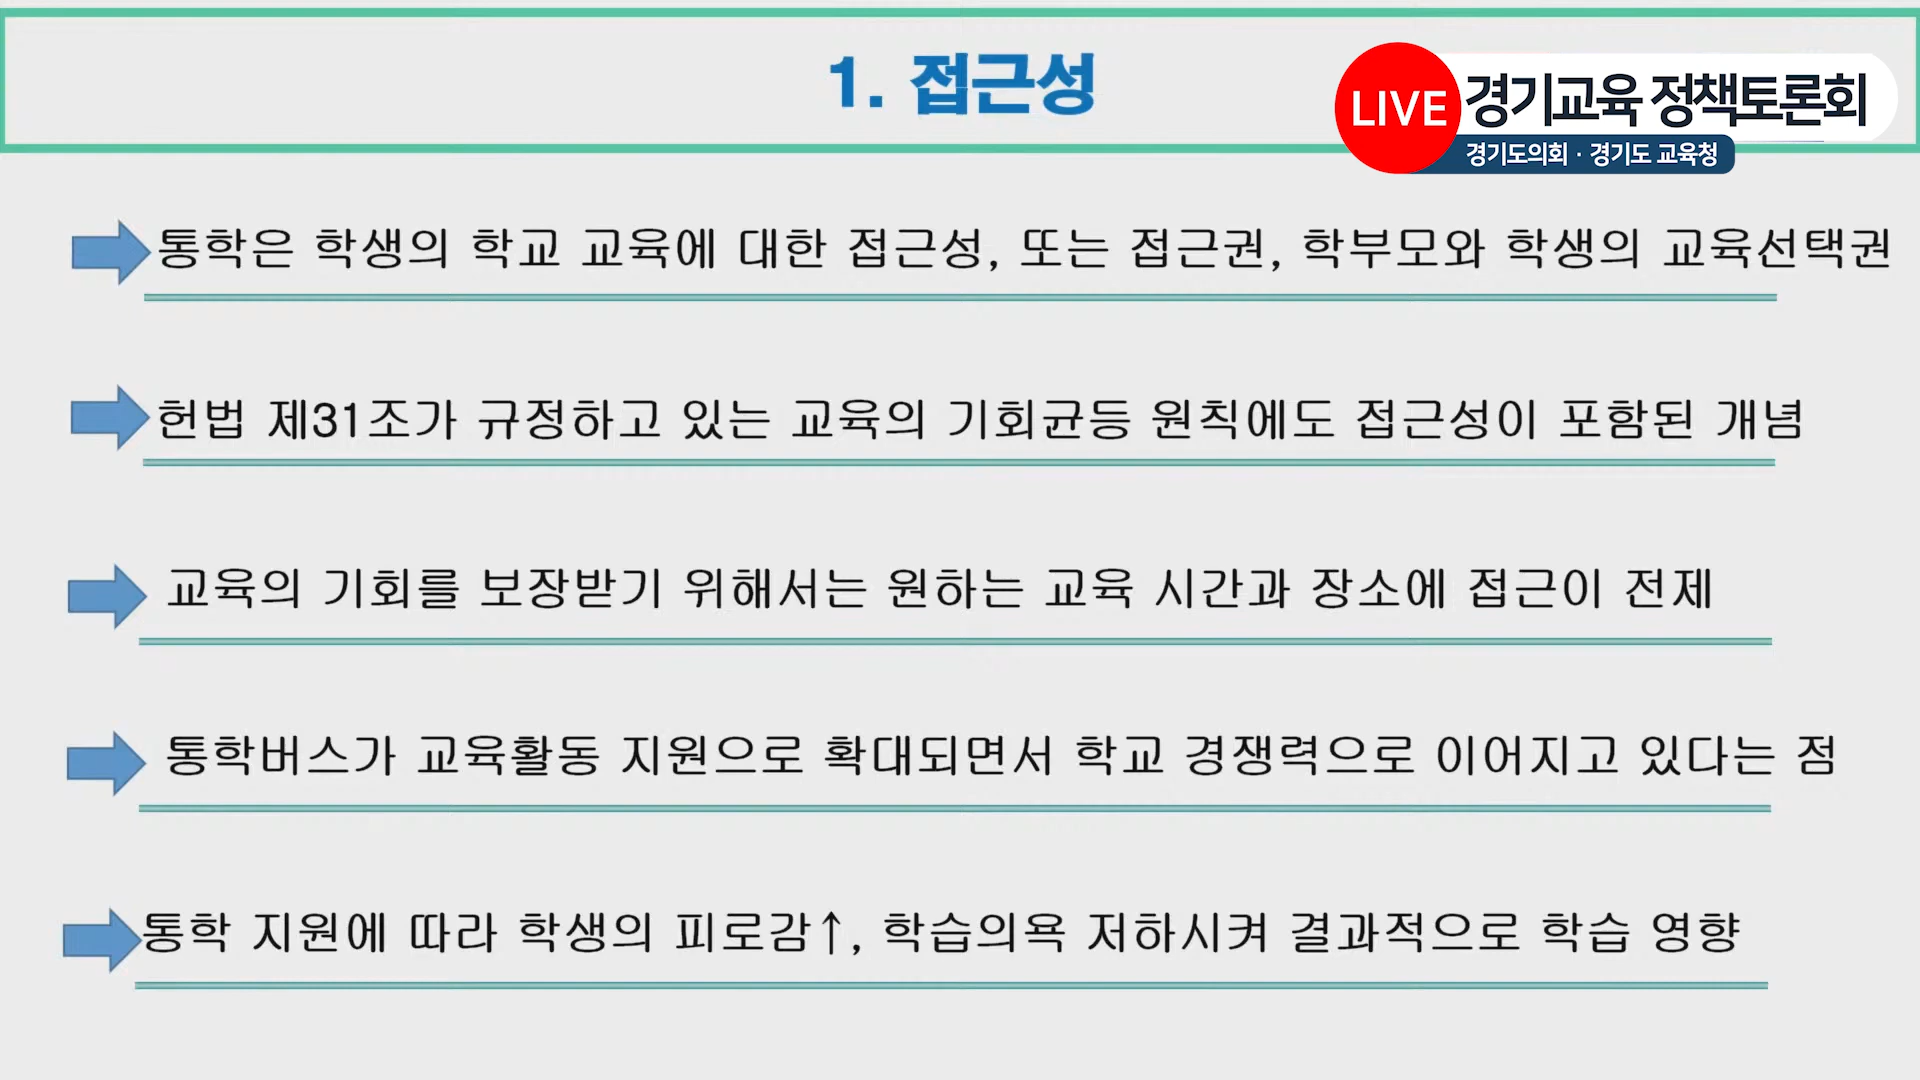 1. 접근성
LIVE 경기교육 정책토론회
경기도의회 · 경기도 교육청
통학은 학생의 학교 교육에 대한 접근성, 또는 접근권, 학부모와 학생의 교육선택권
헌법 제31조가 규정하고 있는 교육의 기회균등 원칙에도 접근성이 포함된 개념
교육의 기회를 보장받기 위해서는 원하는 교육 시간과 장소에 접근이 전제
통학버스가 교육활동 지원으로 확대되면서 학교 경쟁력으로 이어지고 있다는 점
통학 지원에 따라 학생의 피로감↑, 학습의욕 저하시켜 결과적으로 학습 영향